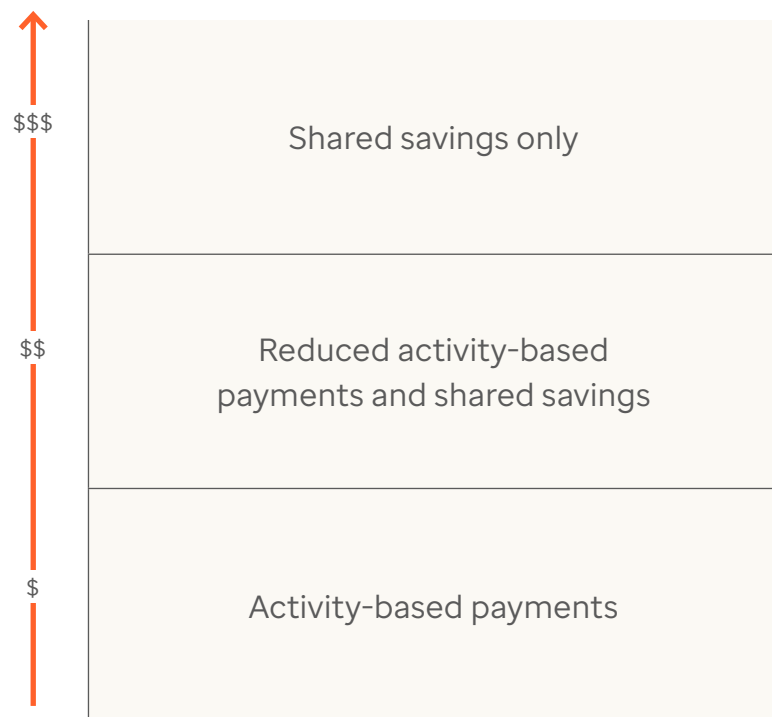 $$$
Shared savings only
$$
Reduced activity-based
payments and shared savings
$
Activity-based payments